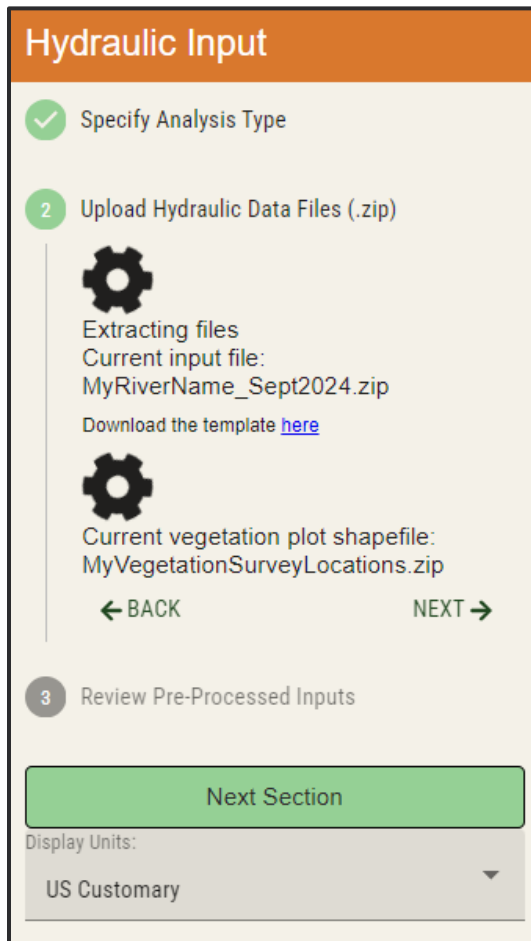 Hydraulic Input
Specify Analysis Type
2 Upload Hydraulic Data Files (.zip)
Extracting files
Current input file:
MyRiverName_Sept2024.zip
Download the template here
Current vegetation plot shapefile:
MyVegetationSurveyLocations.zip
BACK NEXT
3 Review Pre-Processed Inputs
Next Section
Display Units:
US Customary